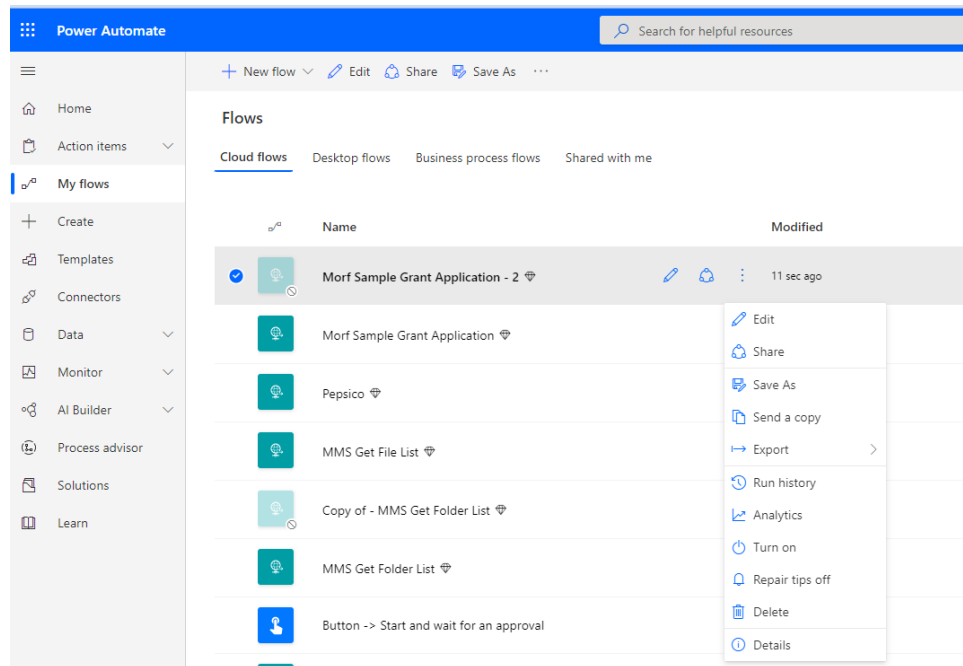 Power Automate
Search for helpful resources
New flow Edit Share Save As ···
Home
Action items
My flows
Create
Templates
Connectors
Data
Monitor
AI Builder
Process advisor
Solutions
Learn
Flows
Cloud flows Desktop flows Business process flows Shared with me
Name Modified
Morf Sample Grant Application - 2 11 sec ago
Morf Sample Grant Application
Pepsico
MMS Get File List
Copy of - MMS Get Folder List
MMS Get Folder List
Button -> Start and wait for an approval
Edit
Share
Save As
Send a copy
Export
Run history
Analytics
Turn on
Repair tips off
Delete
Details